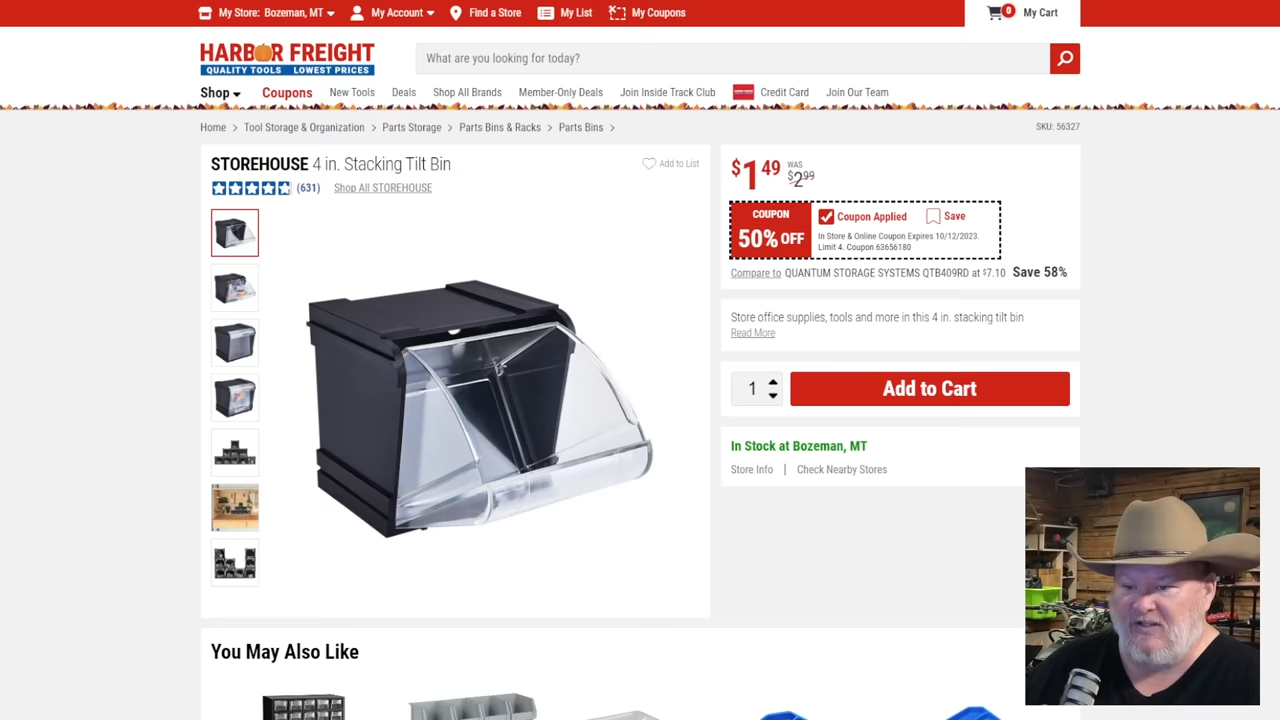 My Store: Bozeman, MT
My Account
Find a Store
My List
My Coupons
0
My Cart
HARBOR FREIGHT
QUALITY TOOLS LOWEST PRICES
What are you looking for today?
Shop
Coupons
New Tools
Deals
Shop All Brands
Member-Only Deals
Join Inside Track Club
Credit Card
Join Our Team
Home > Tool Storage & Organization > Parts Storage > Parts Bins & Racks > Parts Bins >
SKU: 56327
STOREHOUSE 4 in. Stacking Tilt Bin
Add to List
(631)
Shop All STOREHOUSE
$1 49
WAS
$2 99
COUPON
50% OFF
Coupon Applied
Save
In Store & Online Coupon Expires 10/12/2023.
Limit 4. Coupon 63656180
Compare to QUANTUM STORAGE SYSTEMS QTB409RD at $7.10 Save 58%
Store office supplies, tools and more in this 4 in. stacking tilt bin
Read More
1
Add to Cart
In Stock at Bozeman, MT
Store Info | Check Nearby Stores
You May Also Like